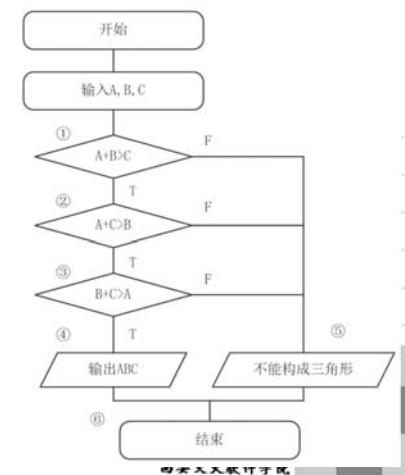 开始
输入A,B,C
①
A+B>C
F
T
②
A+C>B
F
T
③
B+C>A
F
T
④
⑤
输出ABC
不能构成三角形
⑥
结束